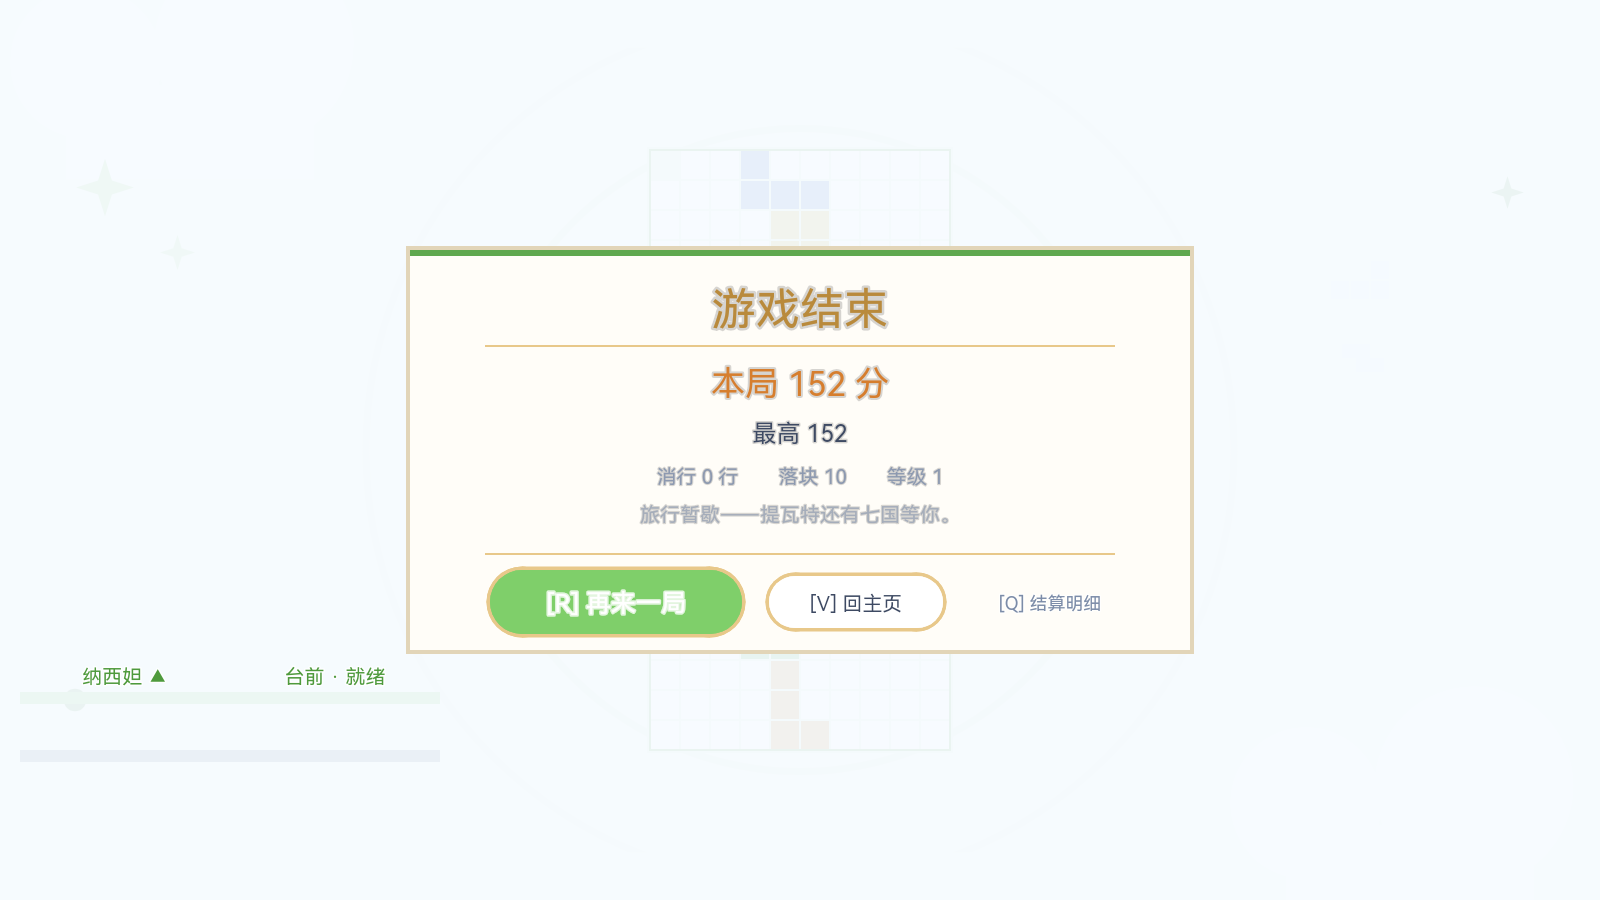 游戏结束
本局 152 分
最高 152
消行 0 行 落块 10 等级 1
旅行暂歇——提瓦特还有七国等你。
[R] 再来一局 [V] 回主页 [Q] 结算明细
纳西妲 ▲ 台前 · 就绪